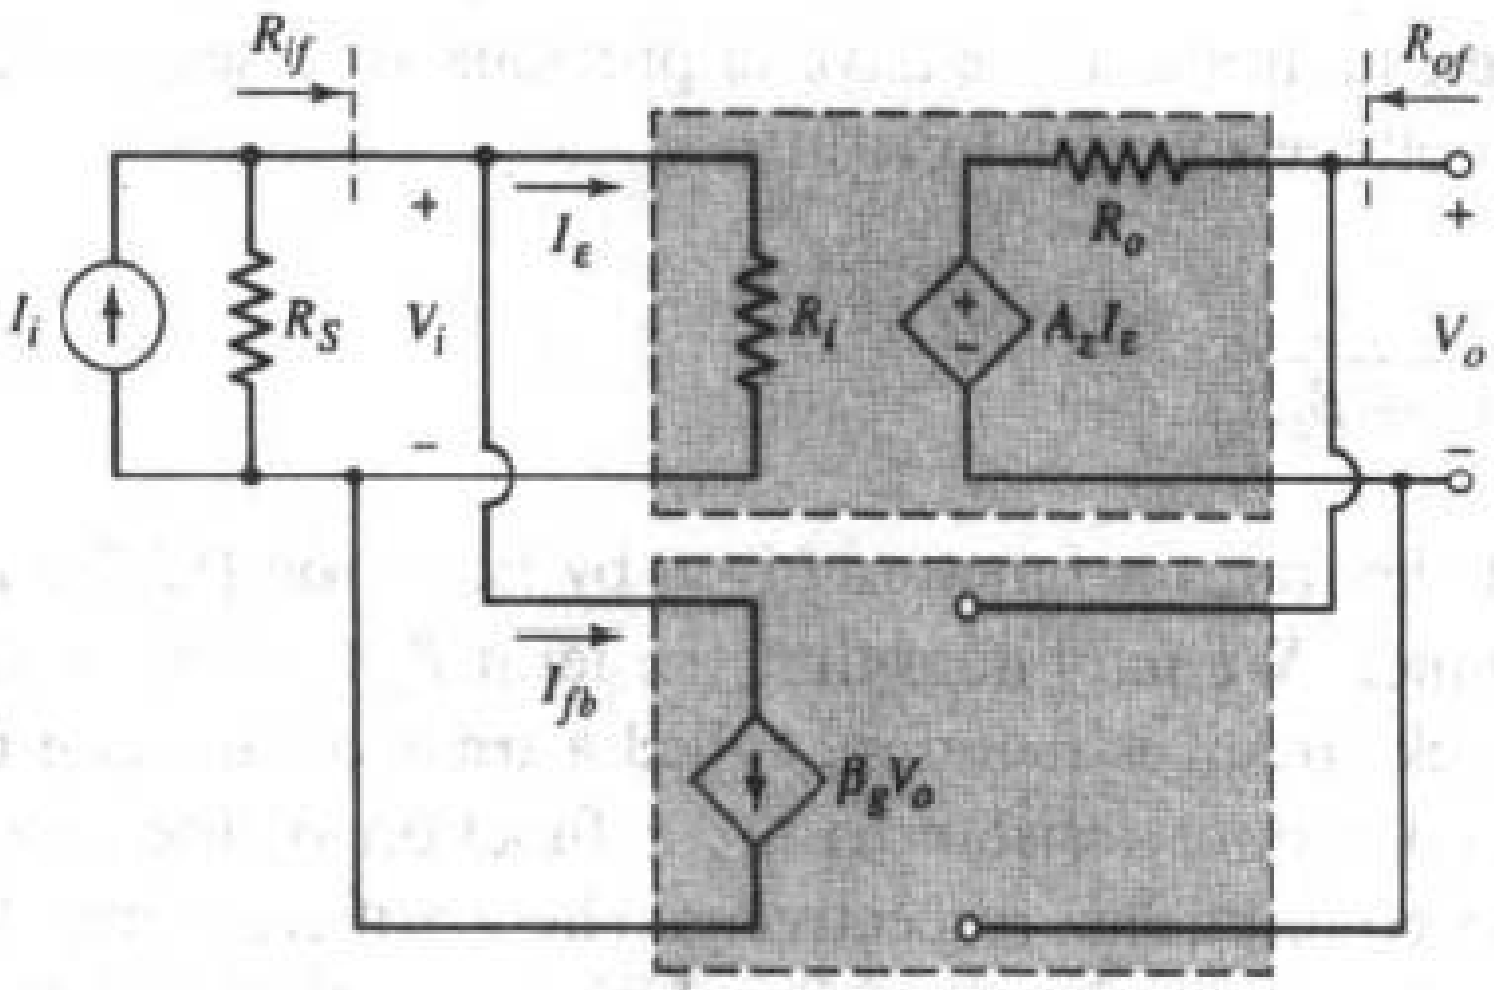 R_if
R_of
I_i
R_S
+
V_i
−
I_ε
R_i
+
−
A_z I_ε
R_o
+
V_o
−
I_fb
β_g V_o